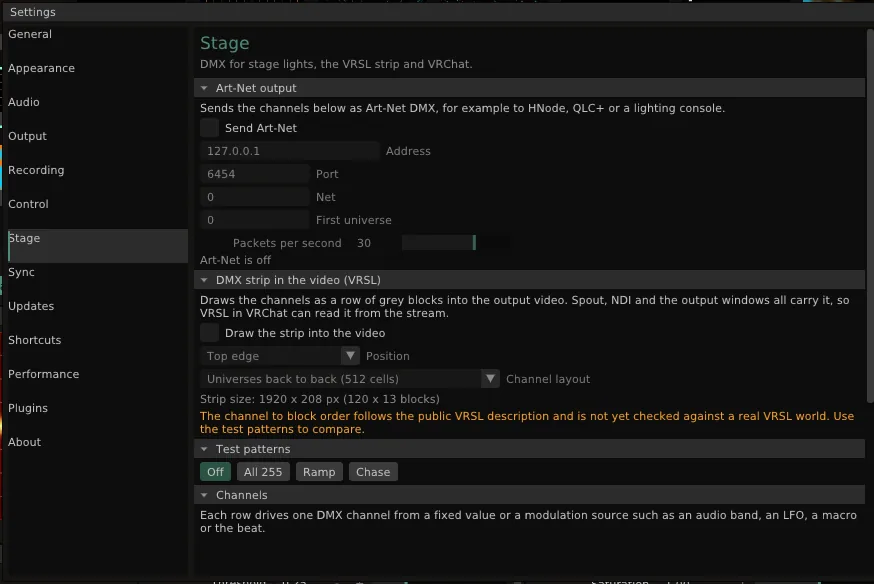 Settings
General
Appearance
Audio
Output
Recording
Control
Stage
Sync
Updates
Shortcuts
Performance
Plugins
About
Stage
DMX for stage lights, the VRSL strip and VRChat.
Art-Net output
Sends the channels below as Art-Net DMX, for example to HNode, QLC+ or a lighting console.
Send Art-Net
127.0.0.1 Address
6454 Port
0 Net
0 First universe
Packets per second 30
Art-Net is off
DMX strip in the video (VRSL)
Draws the channels as a row of grey blocks into the output video. Spout, NDI and the output windows all carry it, so
VRSL in VRChat can read it from the stream.
Draw the strip into the video
Top edge Position
Universes back to back (512 cells) Channel layout
Strip size: 1920 x 208 px (120 x 13 blocks)
The channel to block order follows the public VRSL description and is not yet checked against a real VRSL world. Use
the test patterns to compare.
Test patterns
Off All 255 Ramp Chase
Channels
Each row drives one DMX channel from a fixed value or a modulation source such as an audio band, an LFO, a macro
or the beat.